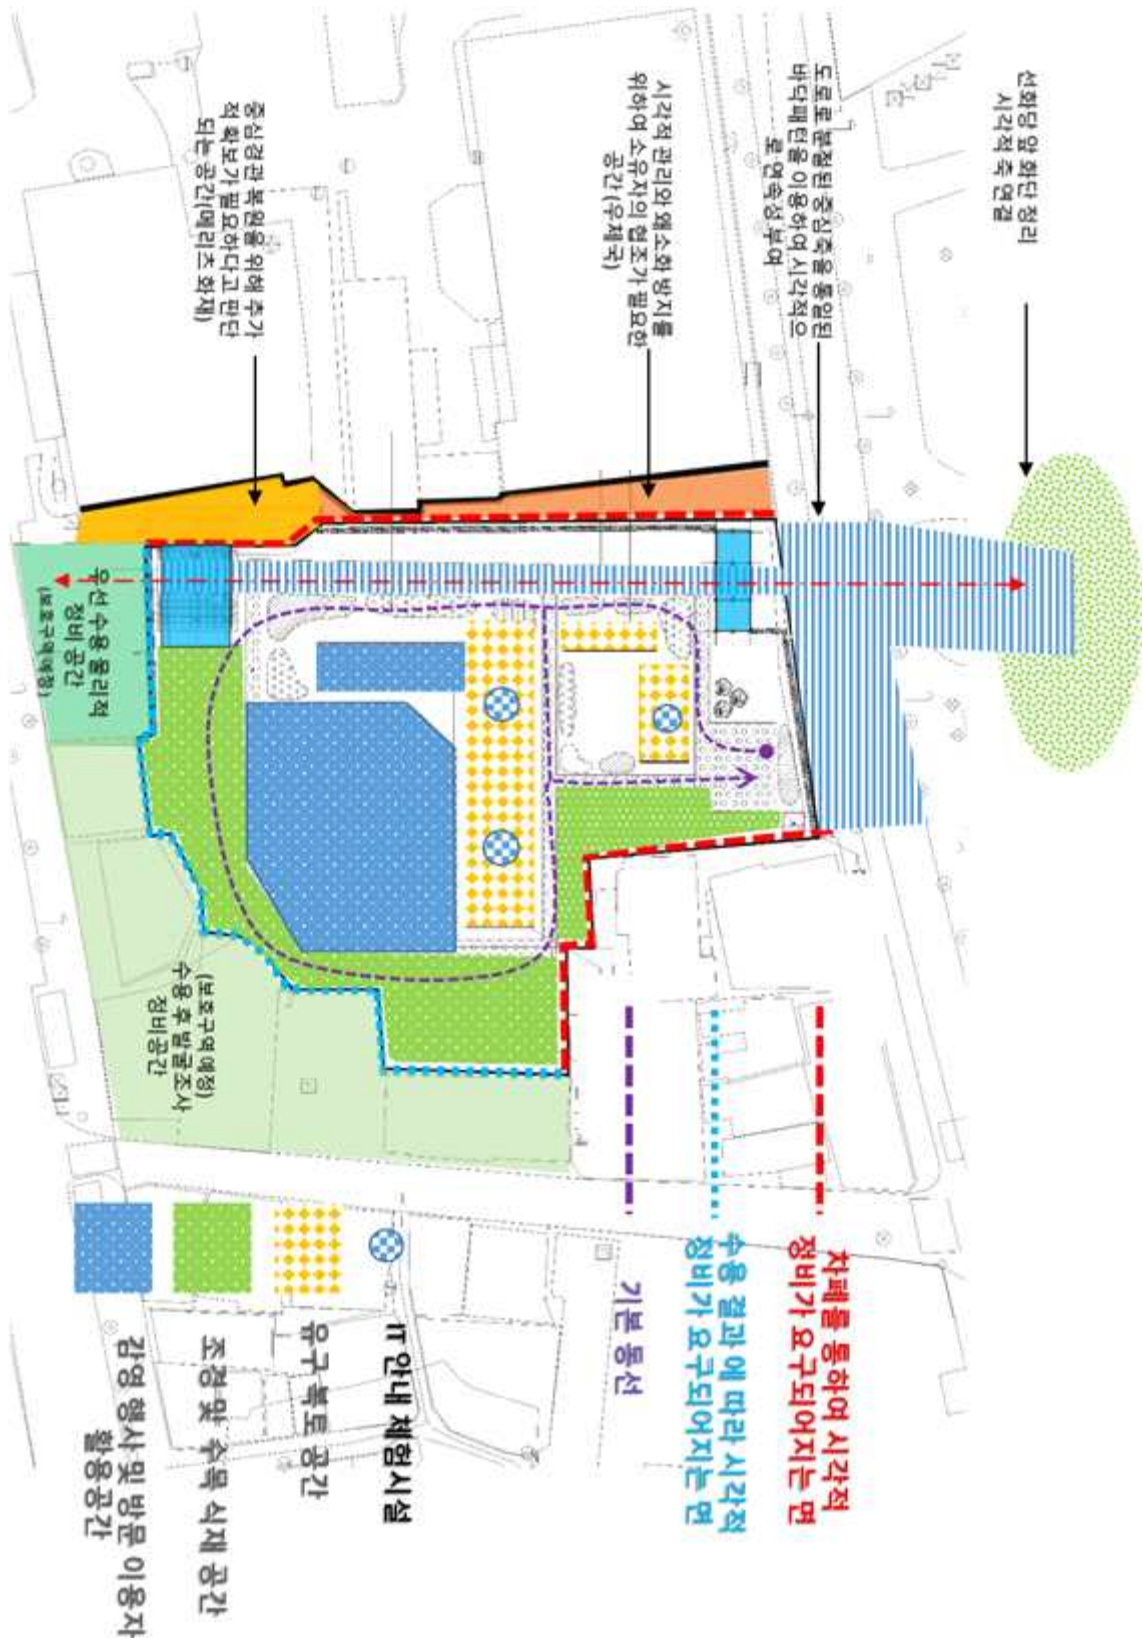 선화당 앞 화단 정리
시각적 축 연결
도로로 분절된 중심축을 통일된
바닥패턴을 이용하여 시각적으
로 연속성 부여
시각적 관리와 왜소화 방지를
위하여 소유자의 협조가 필요한
공간(우체국)
중심경관 복원을 위해 추가
적 확보가 필요하다고 판단
되는 공간(메리츠 화재)
우선 수용 물리적
정비 공간
(보호구역예정)
(보호구역 예정)
수용 후 발굴조사
정비공간
차폐를 통하여 시각적
정비가 요구되어지는 면
수용 결과에 따라 시각적
정비가 요구되어지는 면
기본 동선
IT 안내 체험시설
유구 복토 공간
조경및 수목 식재 공간
감영 행사 및 방문 이용자
활용공간